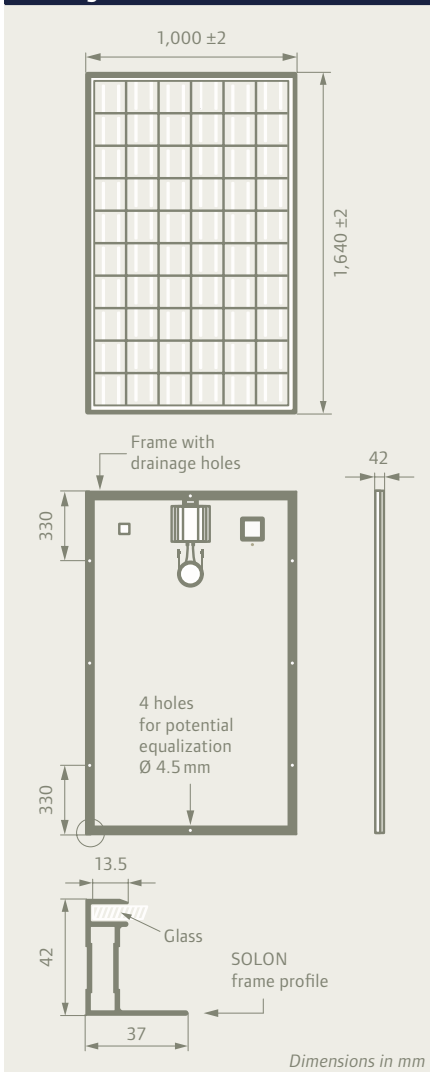 1,000 ±2
1,640 ±2
Frame with
drainage holes
42
330
4 holes
for potential
equalization
Ø 4.5 mm
330
13.5
Glass
42
SOLON
frame profile
37
Dimensions in mm